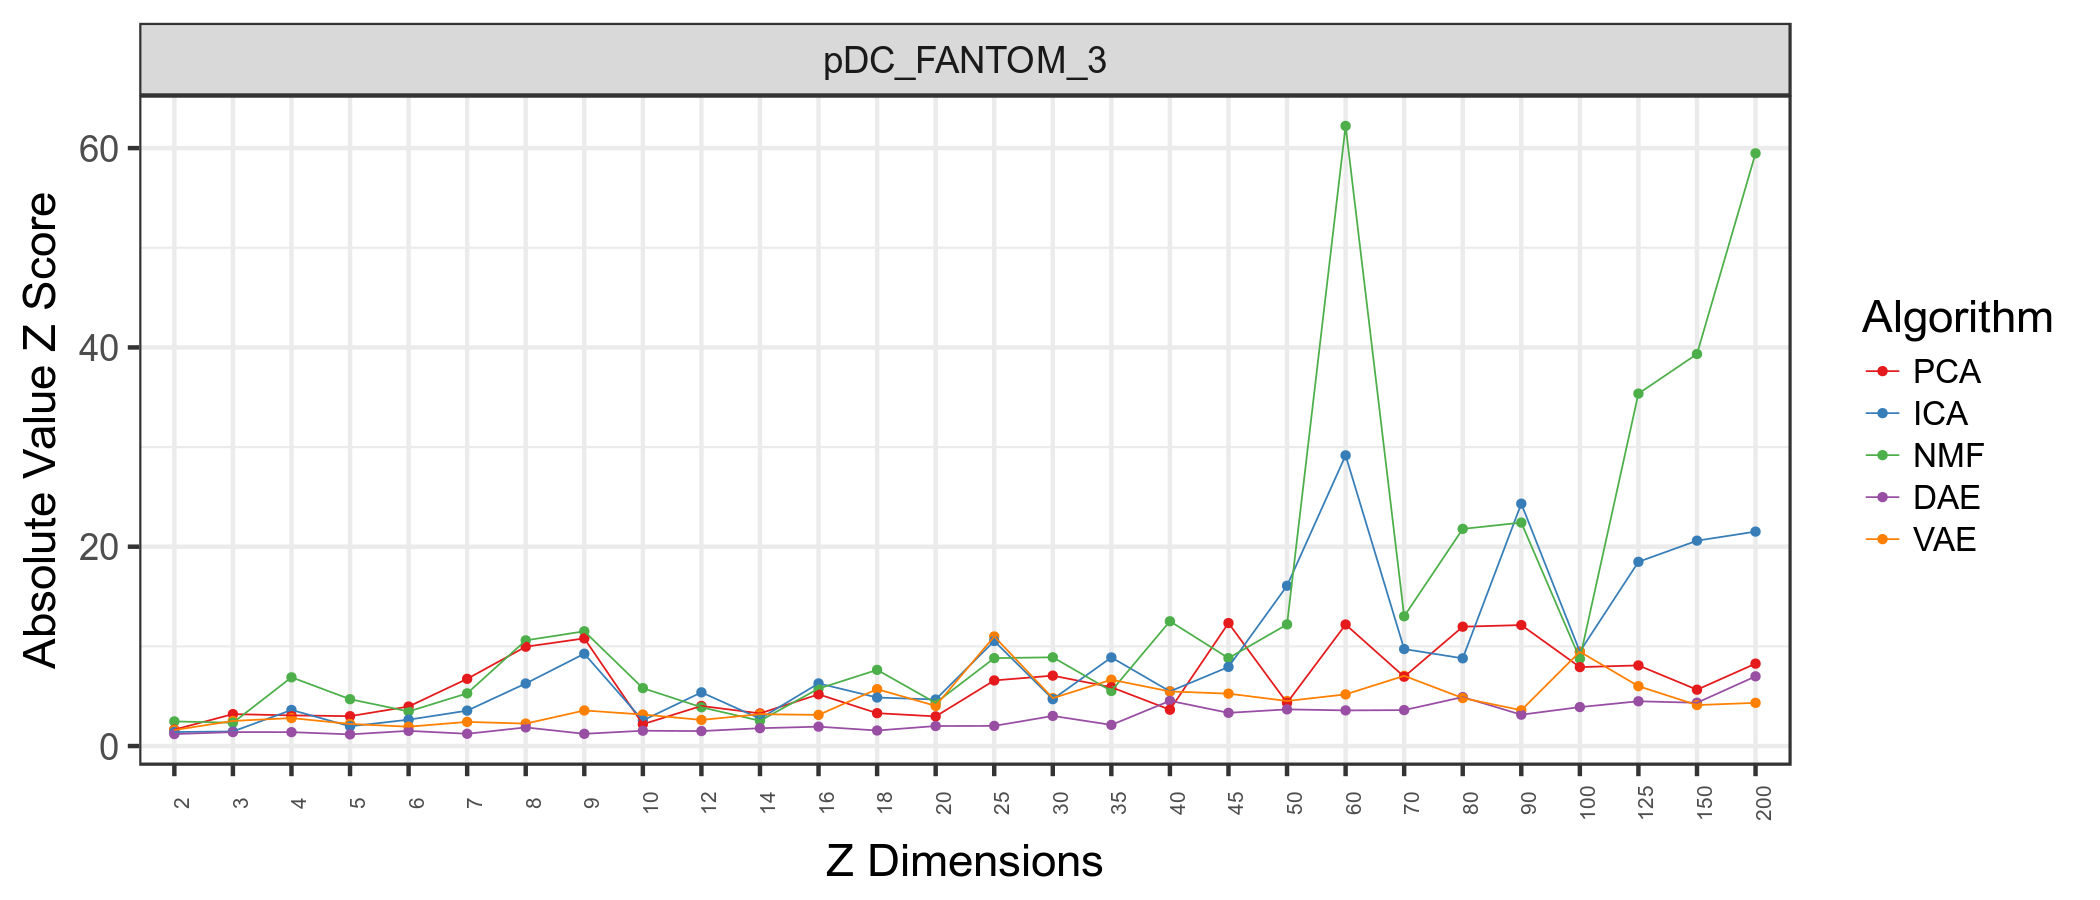 pDC_FANTOM_3
Absolute Value Z Score
60
40
20
0
2 3 4 5 6 7 8 9 10 12 14 16 18 20 25 30 35 40 45 50 60 70 80 90 100 125 150 200
Z Dimensions
Algorithm
PCA
ICA
NMF
DAE
VAE